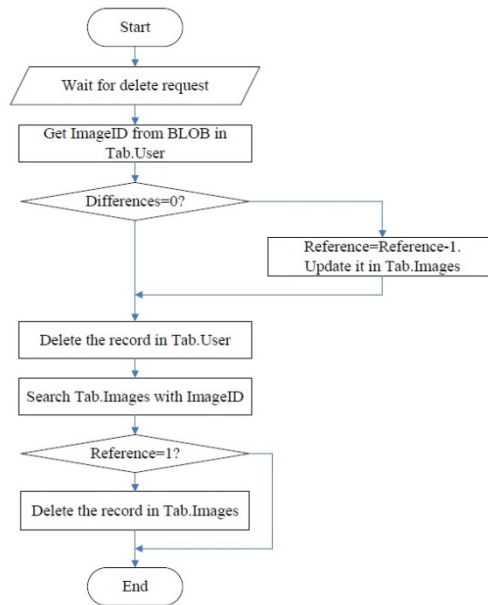 Start
Wait for delete request
Get ImageID from BLOB in
Tab.User
Differences=0?
Reference=Reference-1.
Update it in Tab.Images
Delete the record in Tab.User
Search Tab.Images with ImageID
Reference=1?
Delete the record in Tab.Images
End